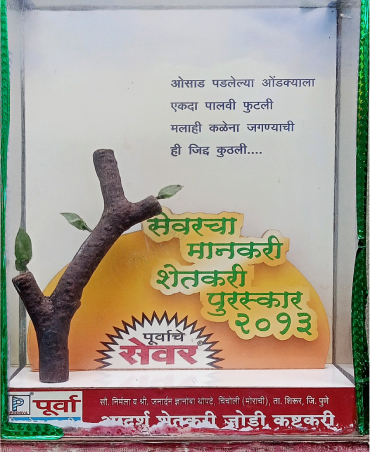 ओसाड पडलेल्या ओंडक्याला
एकदा पालवी फुटली
मलाही कळेना जगण्याची
ही जिद्द कुठली....
सेवरचा
मानकरी
शेतकरी
पुरस्कार
२०१३
पूर्वाचे
सेवर
पूर्वा
सौ. निर्मला व श्री. जनार्दन ज्ञानोबा थोपटे, चिंचोली (मोराची), ता. शिरूर, जि. पुणे
आदर्श शेतकरी जोडी कष्टकरी